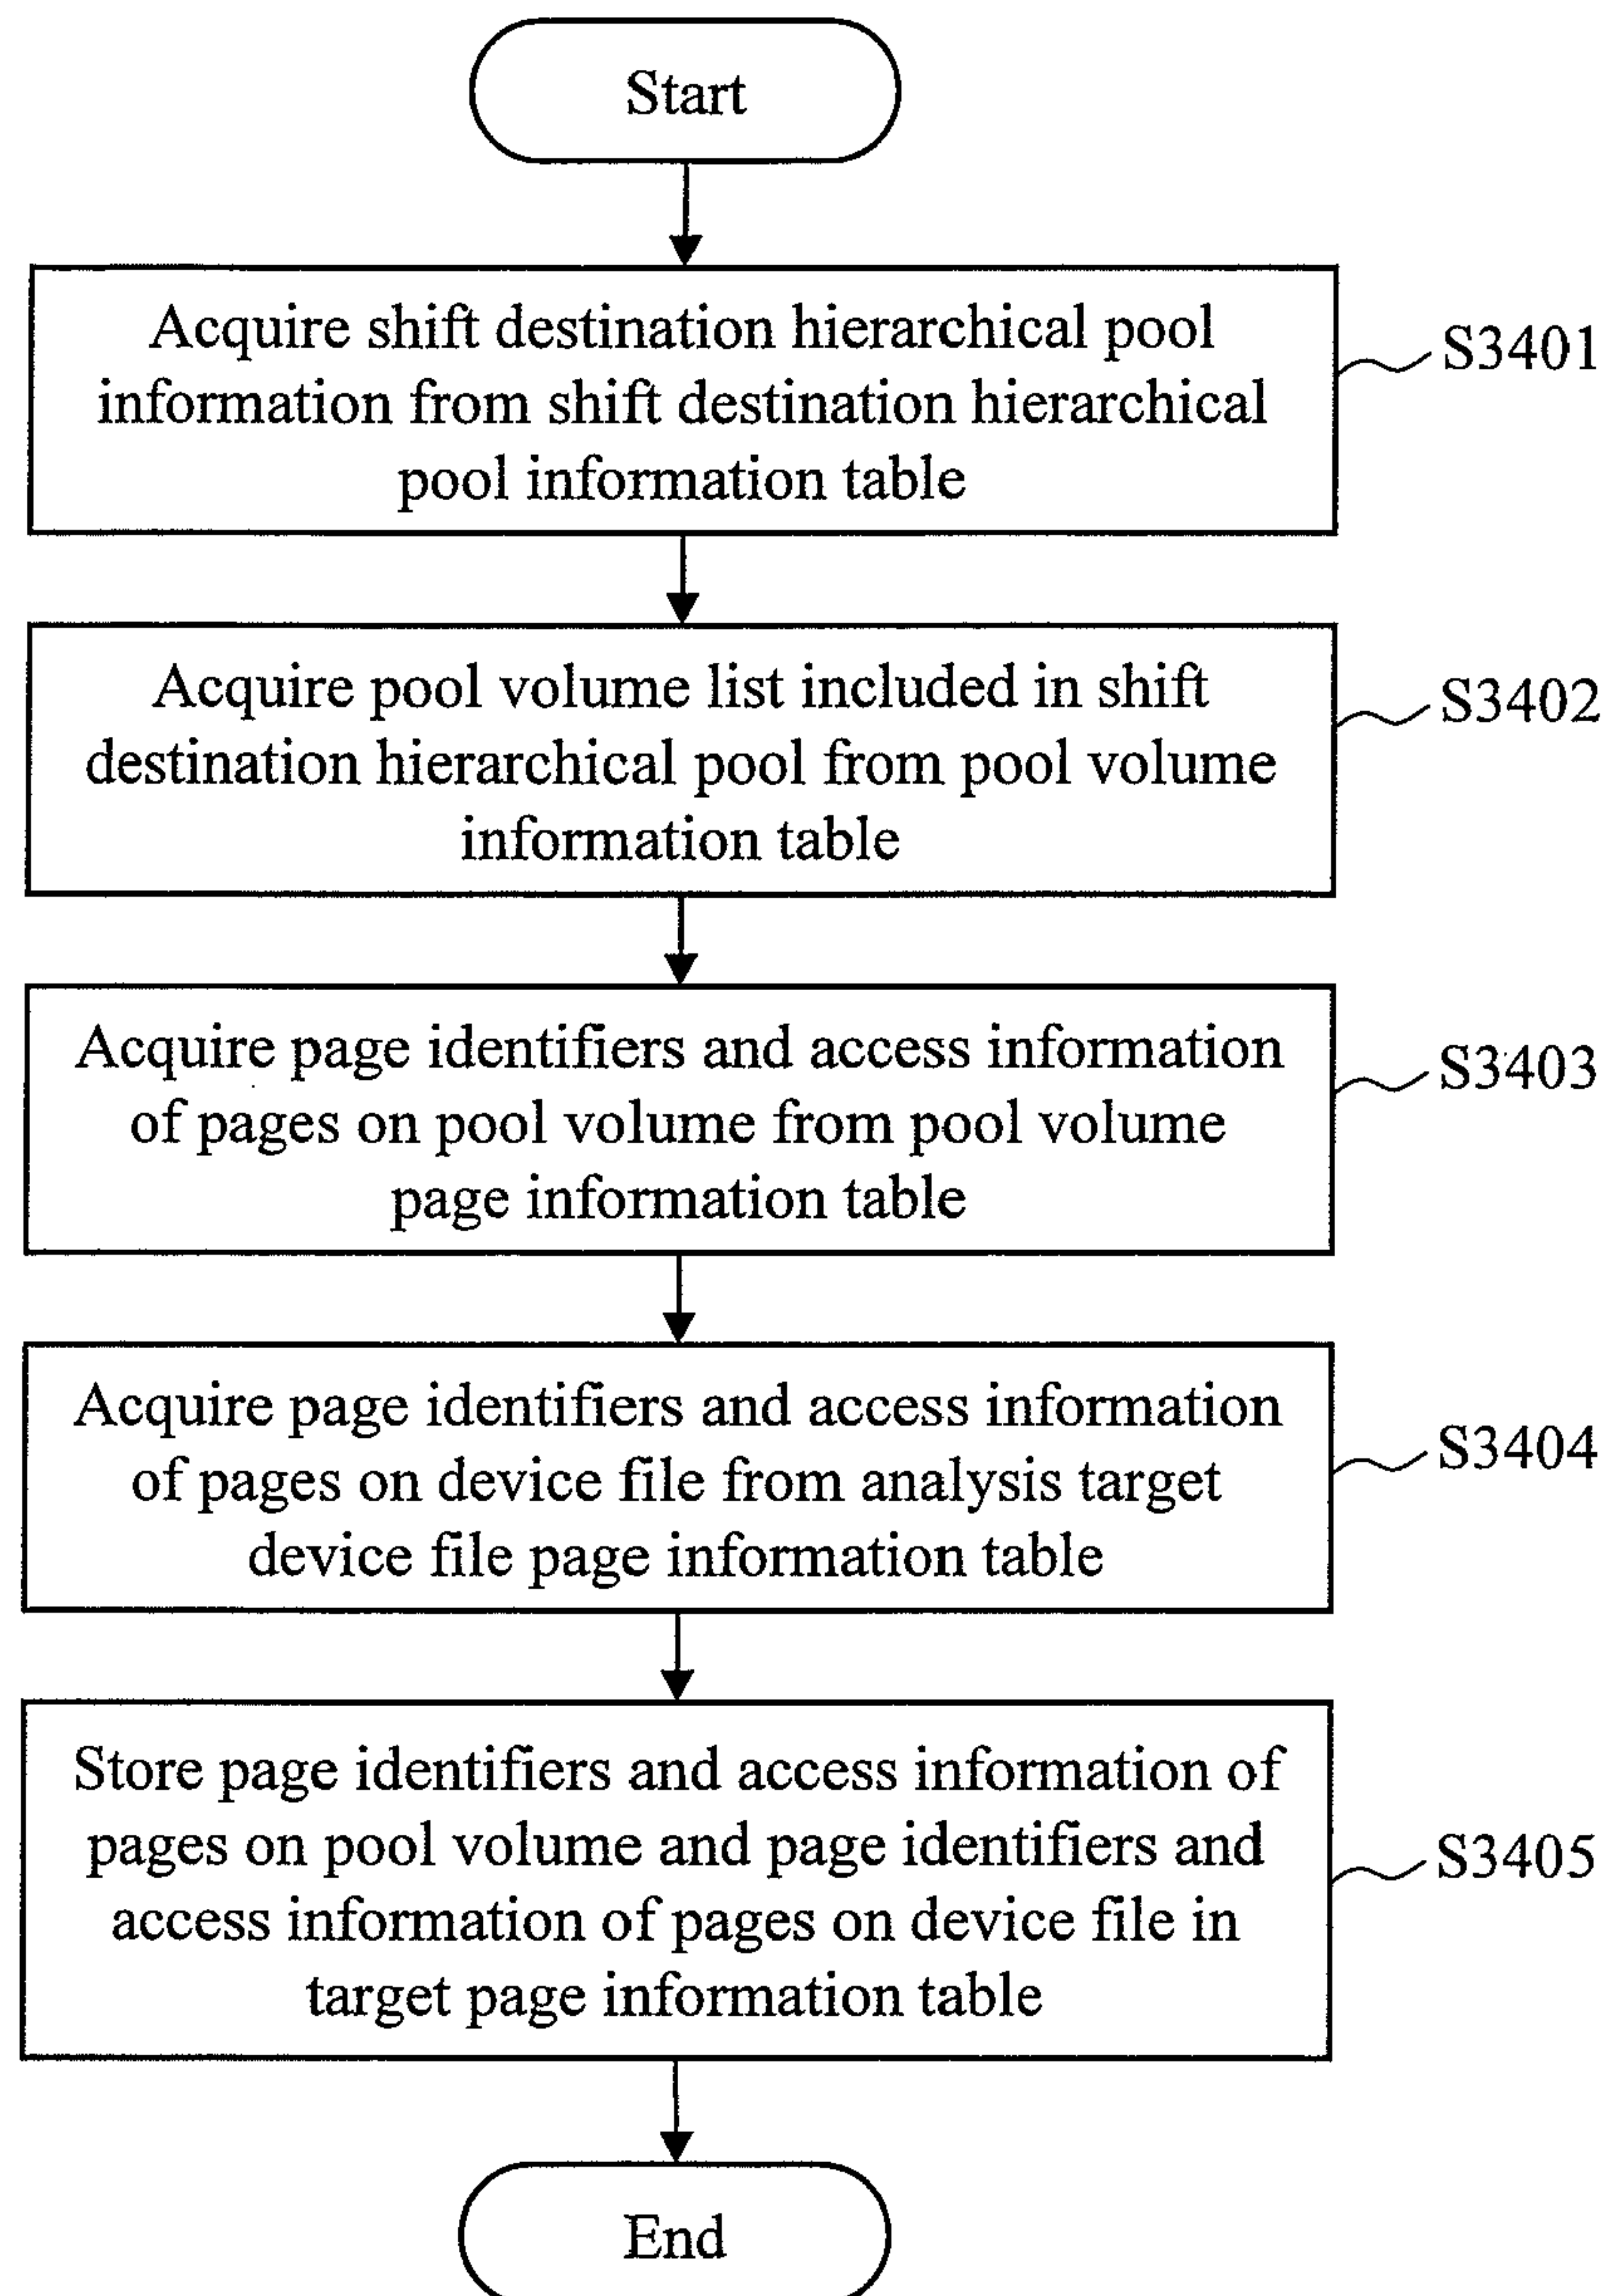 Start
Acquire shift destination hierarchical pool
information from shift destination hierarchical
pool information table
S3401
Acquire pool volume list included in shift
destination hierarchical pool from pool volume
information table
S3402
Acquire page identifiers and access information
of pages on pool volume from pool volume
page information table
S3403
Acquire page identifiers and access information
of pages on device file from analysis target
device file page information table
S3404
Store page identifiers and access information of
pages on pool volume and page identifiers and
access information of pages on device file in
target page information table
S3405
End